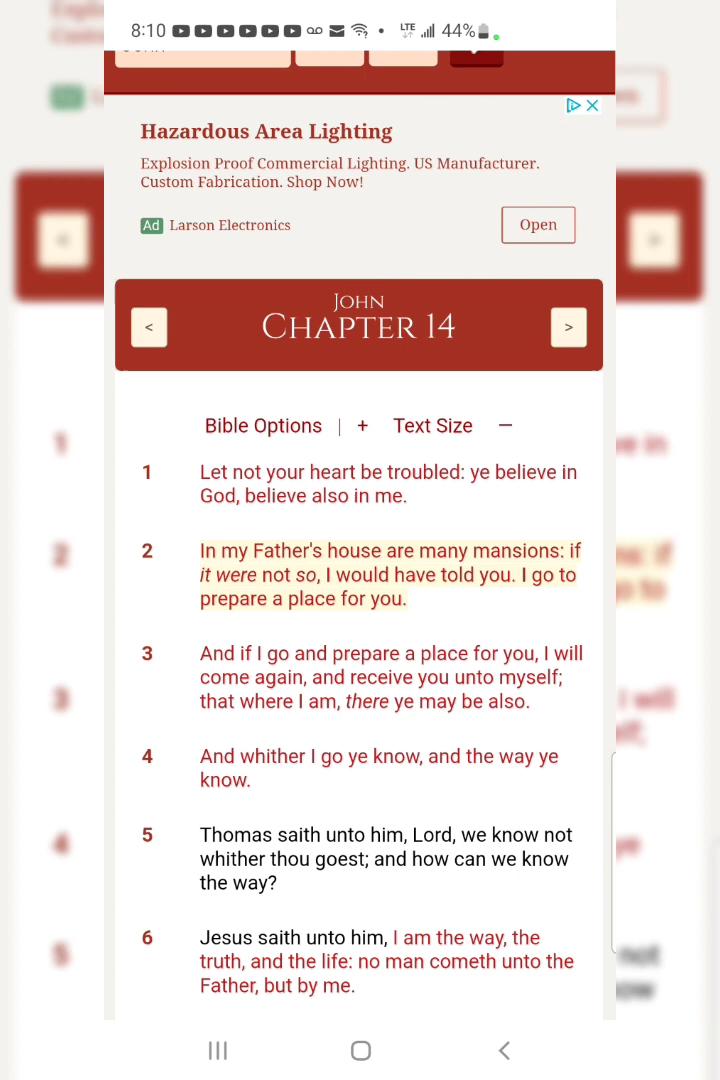 8:10
LTE
44%
Hazardous Area Lighting
Explosion Proof Commercial Lighting. US Manufacturer.
Custom Fabrication. Shop Now!
Ad Larson Electronics
Open
John
< Chapter 14 >
Bible Options | + Text Size −
1 Let not your heart be troubled: ye believe in
God, believe also in me.
2 In my Father's house are many mansions: if
it were not so, I would have told you. I go to
prepare a place for you.
3 And if I go and prepare a place for you, I will
come again, and receive you unto myself;
that where I am, there ye may be also.
4 And whither I go ye know, and the way ye
know.
5 Thomas saith unto him, Lord, we know not
whither thou goest; and how can we know
the way?
6 Jesus saith unto him, I am the way, the
truth, and the life: no man cometh unto the
Father, but by me.